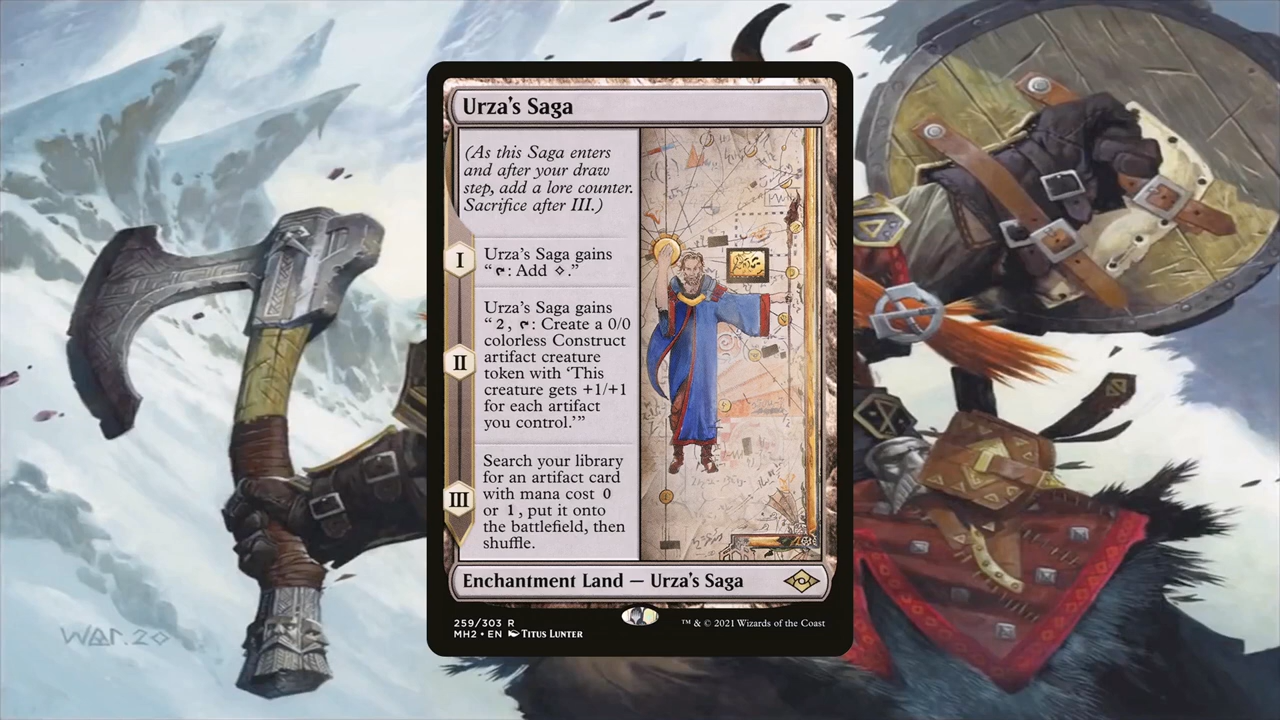 Urza's Saga
(As this Saga enters
and after your draw
step, add a lore counter.
Sacrifice after III.)
I
Urza's Saga gains
“: Add .”
II
Urza's Saga gains
“2, : Create a 0/0
colorless Construct
artifact creature
token with ‘This
creature gets +1/+1
for each artifact
you control.’”
III
Search your library
for an artifact card
with mana cost 0
or 1, put it onto
the battlefield, then
shuffle.
Enchantment Land — Urza's Saga
259/303 R
MH2 • EN TITUS LUNTER
™ & © 2021 Wizards of the Coast
WAR.20